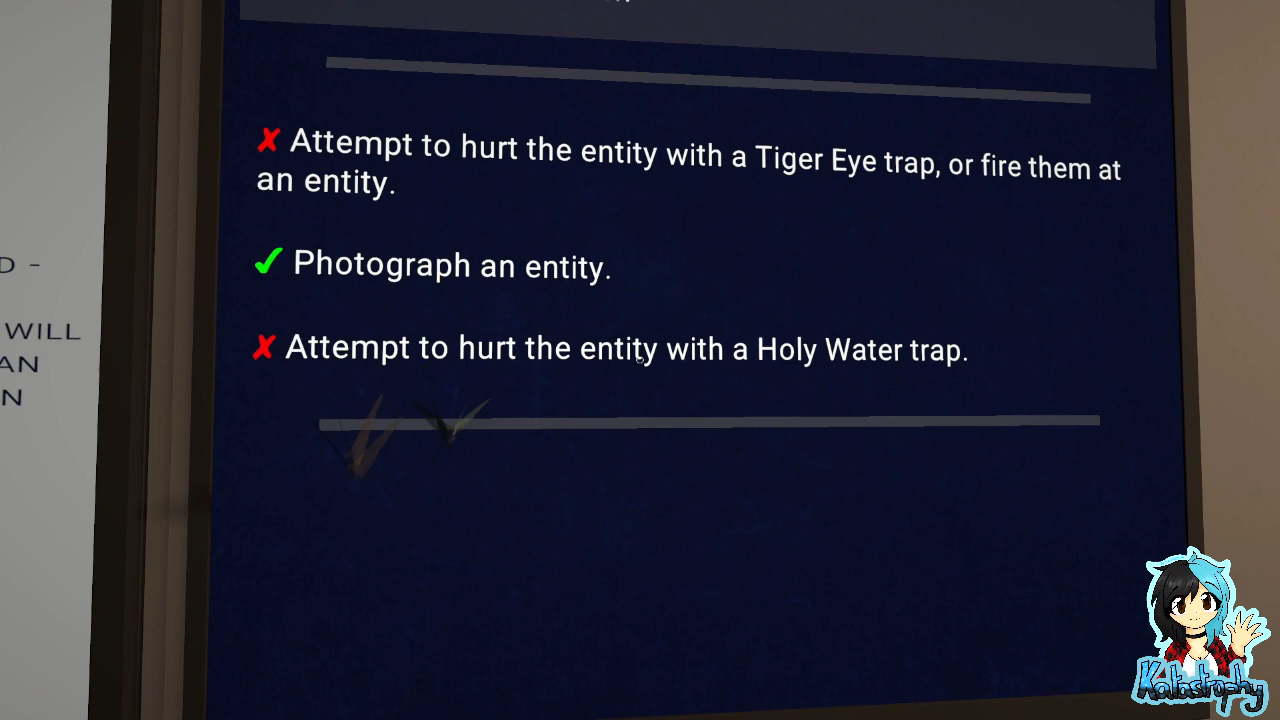 ✘ Attempt to hurt the entity with a Tiger Eye trap, or fire them at
an entity.
✓ Photograph an entity.
✘ Attempt to hurt the entity with a Holy Water trap.
D -
WILL
AN
N
Katastrophy